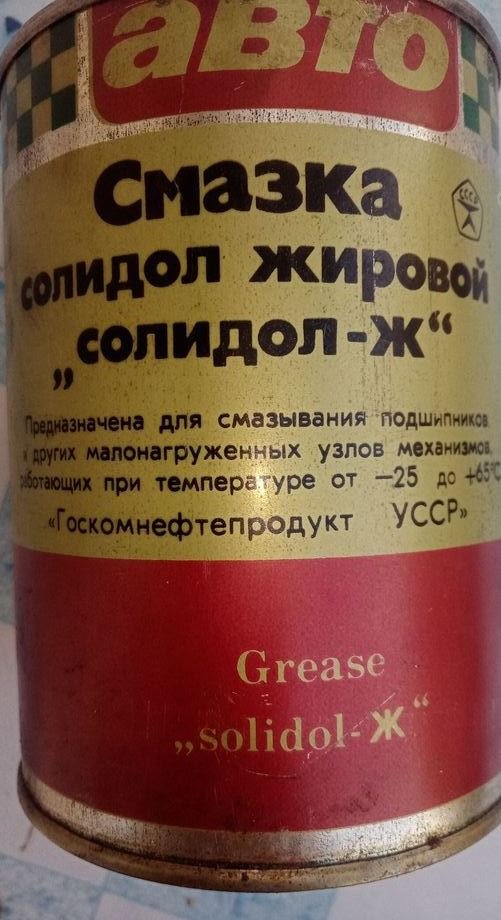 авто
Смазка
СССР
солидол жировой
„солидол-Ж“
Предназначена для смазывания подшипников
и других малонагруженных узлов механизмов,
работающих при температуре от –25 до +65°С
«Госкомнефтепродукт УССР»
Grease
„solidol-Ж“